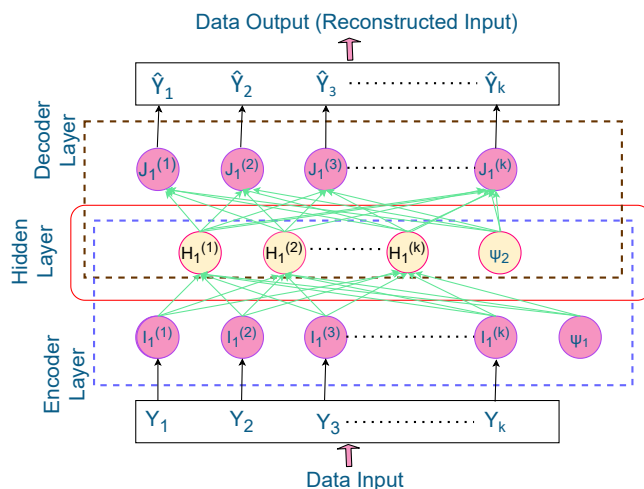 Data Output (Reconstructed Input)
Ŷ₁ Ŷ₂ Ŷ₃ Ŷₖ
Decoder
Layer
J₁⁽¹⁾ J₁⁽²⁾ J₁⁽³⁾ J₁⁽ᵏ⁾
Hidden
Layer
H₁⁽¹⁾ H₁⁽²⁾ H₁⁽ᵏ⁾ Ψ₂
Encoder
Layer
I₁⁽¹⁾ I₁⁽²⁾ I₁⁽³⁾ I₁⁽ᵏ⁾ Ψ₁
Y₁ Y₂ Y₃ Yₖ
Data Input